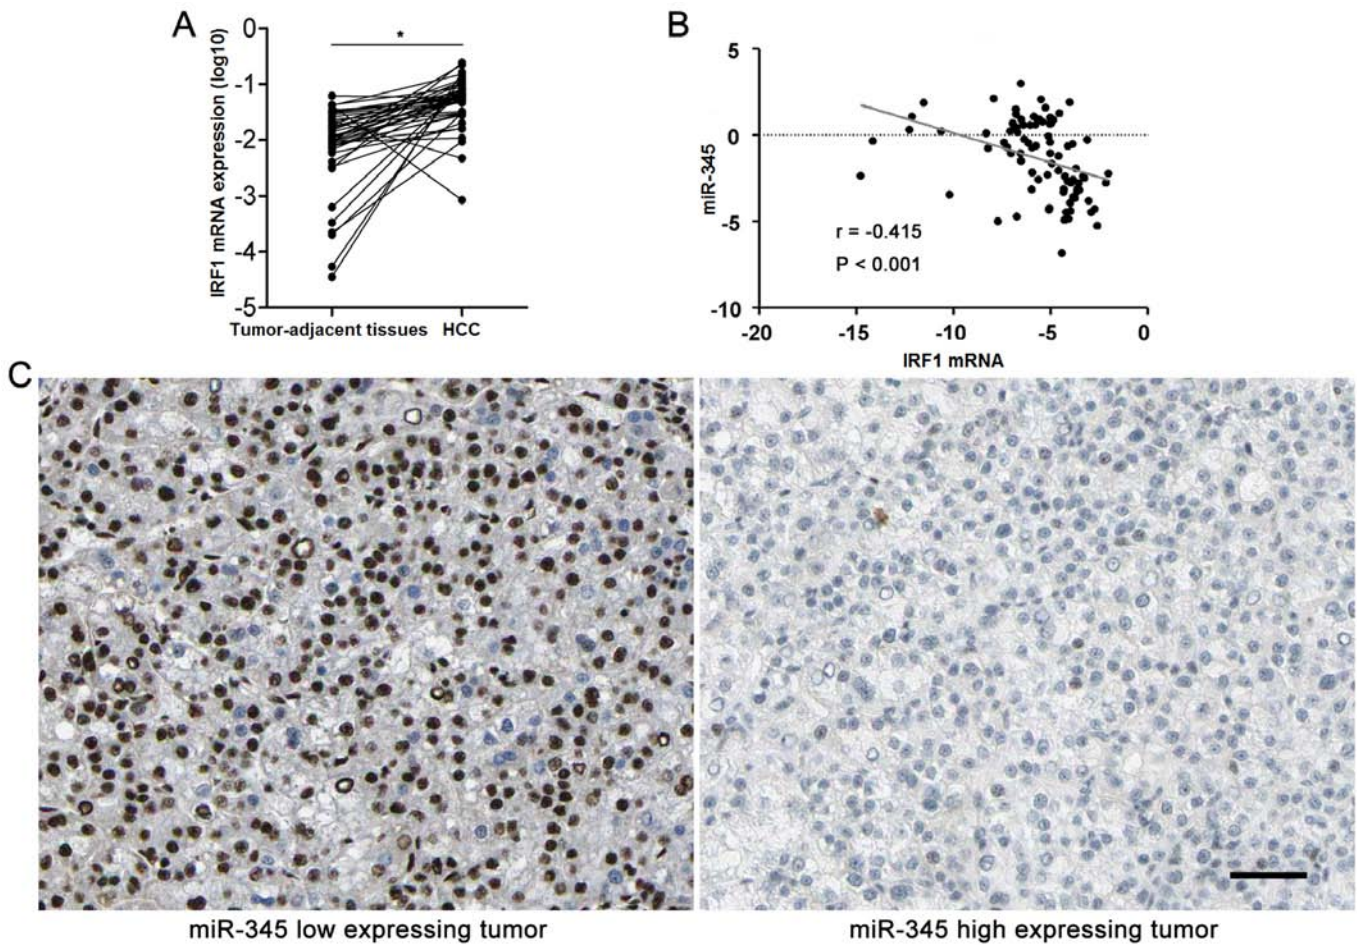 A
IRF1 mRNA expression (log10)
0
-1
-2
-3
-4
-5
*
Tumor-adjacent tissues
HCC
B
miR-345
5
0
-5
-10
r = -0.415
P < 0.001
-20
-15
-10
-5
0
IRF1 mRNA
C
miR-345 low expressing tumor
miR-345 high expressing tumor